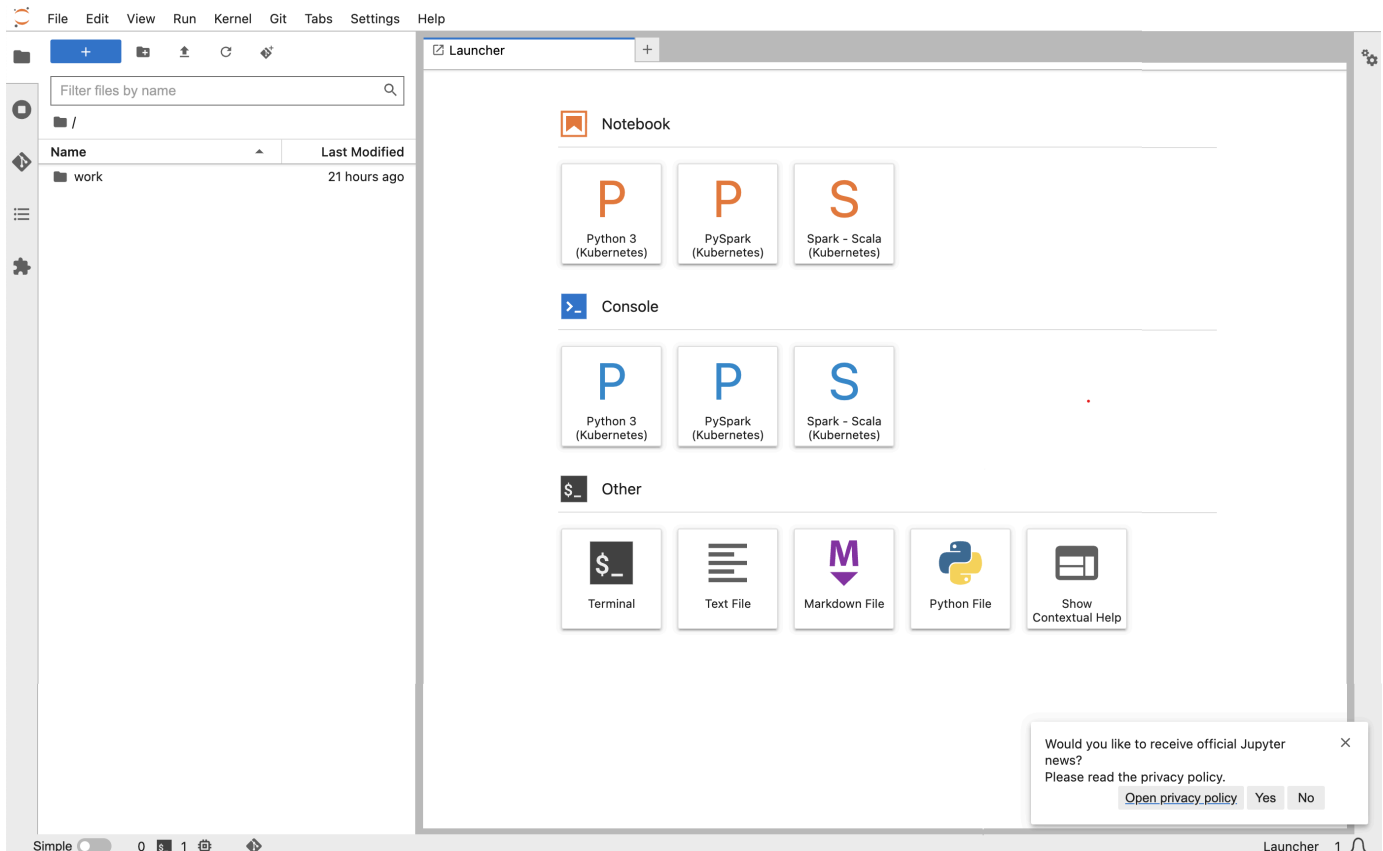 File Edit View Run Kernel Git Tabs Settings Help
+
Launcher
+
Filter files by name
/
Name Last Modified
work 21 hours ago
Notebook
P P S
Python 3 PySpark Spark - Scala
(Kubernetes) (Kubernetes) (Kubernetes)
>_ Console
P P S
Python 3 PySpark Spark - Scala
(Kubernetes) (Kubernetes) (Kubernetes)
$_ Other
$_ M
Terminal Text File Markdown File Python File Show
Contextual Help
Would you like to receive official Jupyter
news?
Please read the privacy policy.
Open privacy policy Yes No
Simple 0 $_ 1 Launcher 1